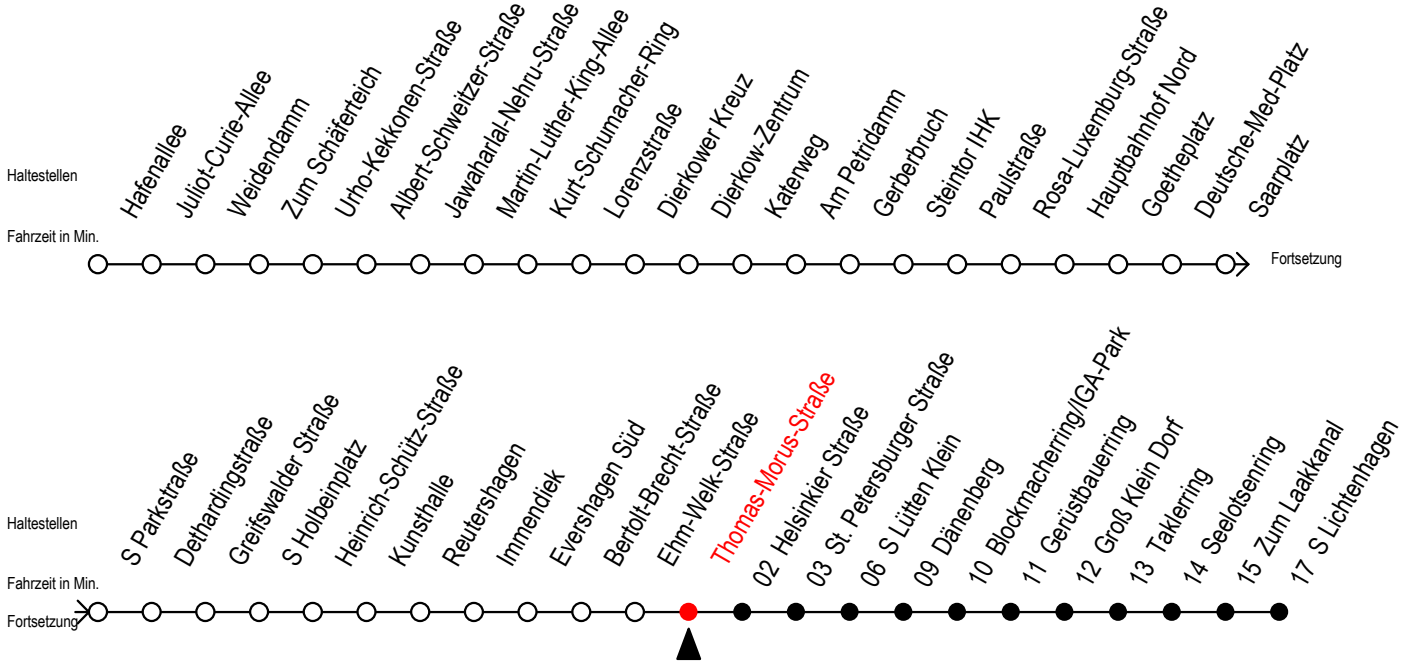 Haltestellen
Hafenallee
Juliot-Curie-Allee
Weidendamm
Zum Schäferteich
Urho-Kekkonen-Straße
Albert-Schweitzer-Straße
Jawaharlal-Nehru-Straße
Martin-Luther-King-Allee
Kurt-Schumacher-Ring
Lorenzstraße
Dierkower Kreuz
Dierkow-Zentrum
Katerweg
Am Petridamm
Gerberbruch
Steintor IHK
Paulstraße
Rosa-Luxemburg-Straße
Hauptbahnhof Nord
Goetheplatz
Deutsche-Med-Platz
Saarplatz
Fahrzeit in Min.
Fortsetzung
Haltestellen
S Parkstraße
Dethardingstraße
Greifswalder Straße
S Holbeinplatz
Heinrich-Schütz-Straße
Kunsthalle
Reutershagen
Immendiek
Evershagen Süd
Bertolt-Brecht-Straße
Ehm-Welk-Straße
Thomas-Morus-Straße
02 Helsinkier Straße
03 St. Petersburger Straße
06 S Lütten Klein
09 Dänenberg
10 Blockmacherring/IGA-Park
11 Gerüstbauerring
12 Groß Klein Dorf
13 Taklerring
14 Seelotsenring
15 Zum Laakkanal
17 S Lichtenhagen
Fahrzeit in Min.
Fortsetzung